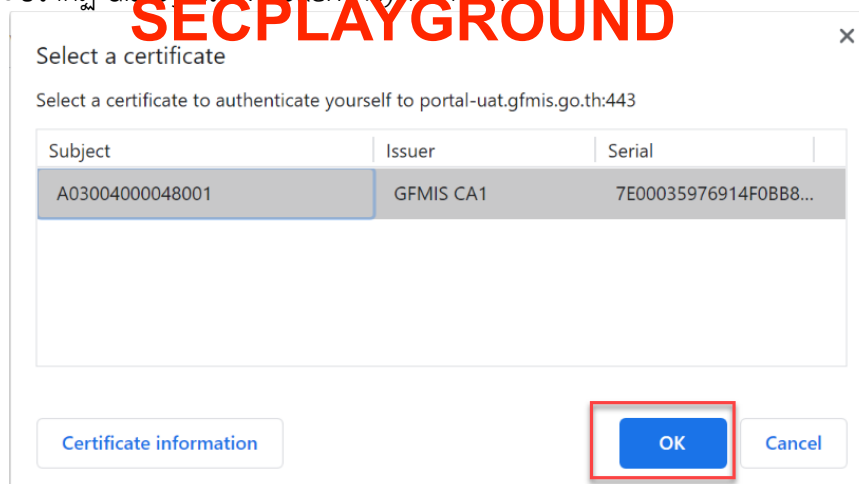 SECPLAYGROUND
Select a certificate
Select a certificate to authenticate yourself to portal-uat.gfmis.go.th:443
Subject Issuer Serial
A03004000048001 GFMIS CA1 7E00035976914F0BB8...
Certificate information OK Cancel